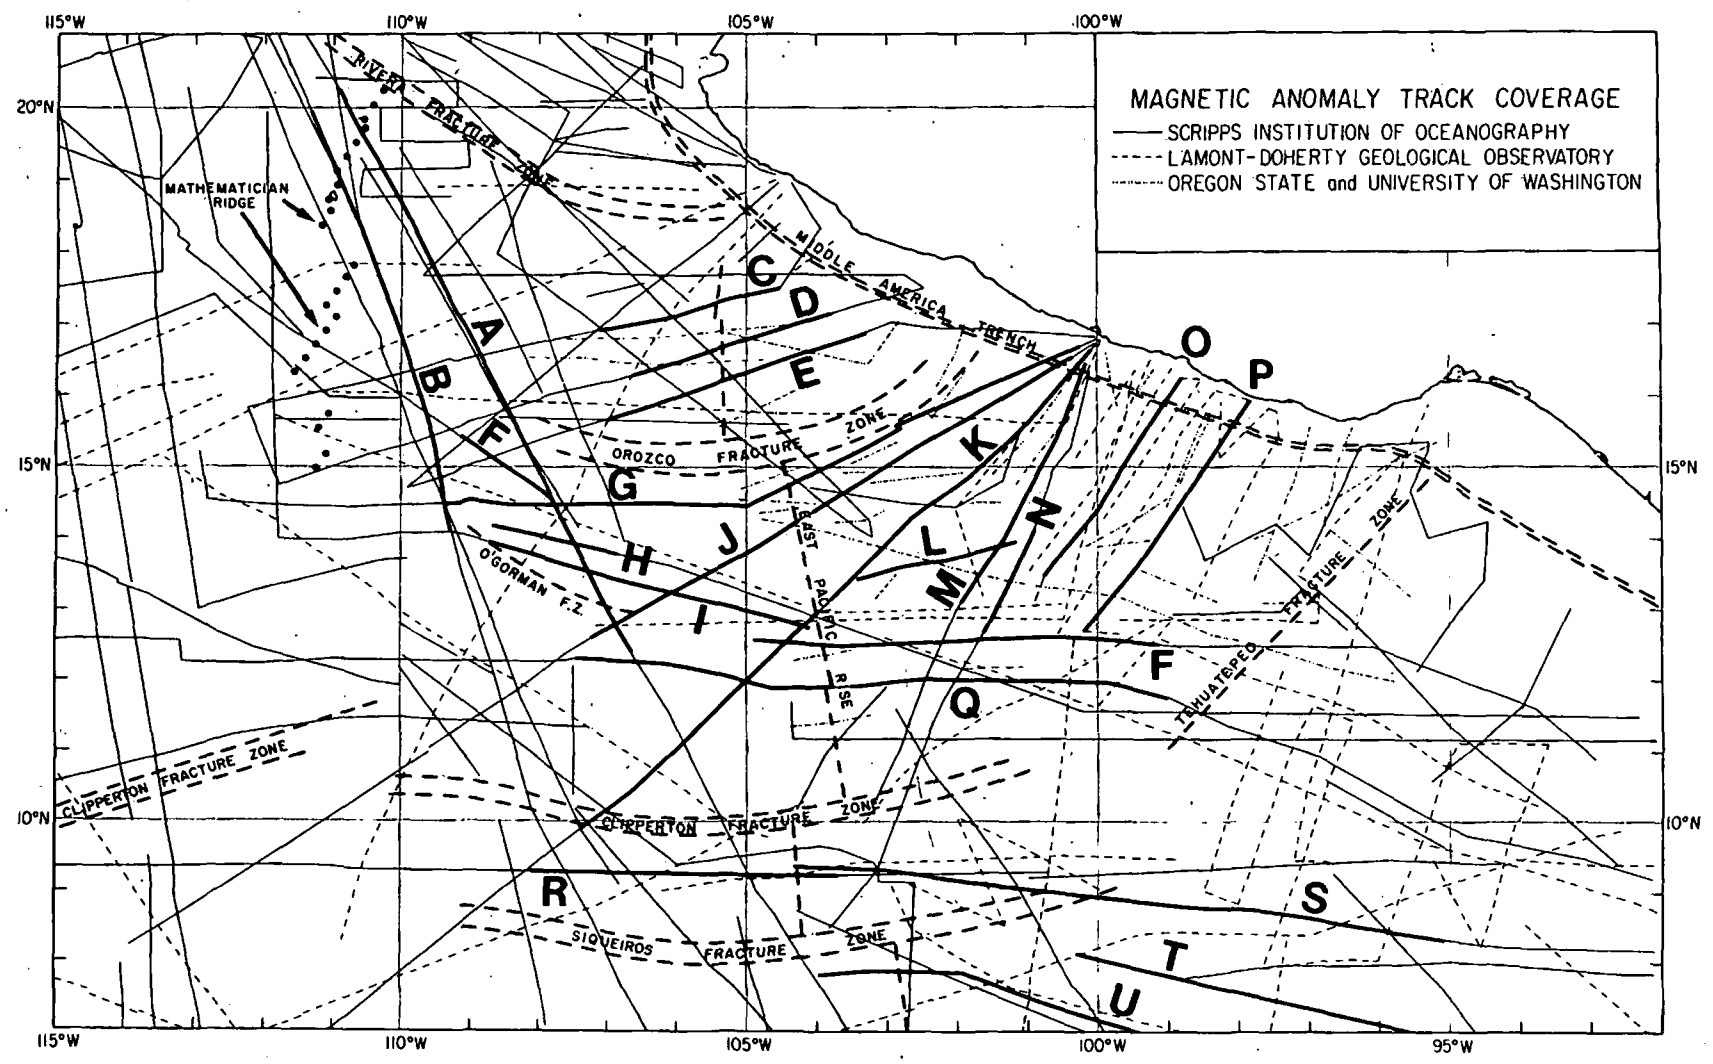 115°W 110°W 105°W 100°W
MAGNETIC ANOMALY TRACK COVERAGE
SCRIPPS INSTITUTION OF OCEANOGRAPHY
LAMONT-DOHERTY GEOLOGICAL OBSERVATORY
OREGON STATE and UNIVERSITY OF WASHINGTON
20°N
RIVERA FRACTURE ZONE
MATHEMATICIAN
RIDGE
MIDDLE AMERICA TRENCH
C
D
A
E
B
O
P
F
OROZCO FRACTURE ZONE
15°N
15°N
G
K
N
J
L
H
M
I
EAST PACIFIC RISE
O'GORMAN F.Z.
TEHUATEPEC FRACTURE ZONE
F
Q
CLIPPERTON FRACTURE ZONE
CLIPPERTON FRACTURE ZONE
10°N
10°N
R
S
SIQUEIROS FRACTURE ZONE
T
U
115°W 110°W 105°W 100°W 95°W